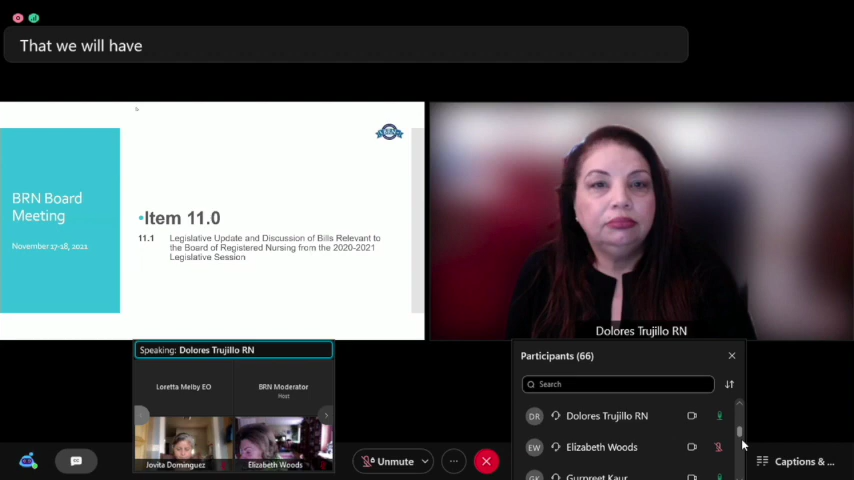 That we will have
BRN Board
Meeting
November 17-18, 2021
BRN
•Item 11.0
11.1 Legislative Update and Discussion of Bills Relevant to
the Board of Registered Nursing from the 2020-2021
Legislative Session
Dolores Trujillo RN
Speaking: Dolores Trujillo RN
Loretta Melby EO
BRN Moderator
Host
Jovita Dominguez
Elizabeth Woods
Participants (66)
Search
DR Dolores Trujillo RN
EW Elizabeth Woods
GK Gurpreet Kaur
CC
Unmute
Captions & ...